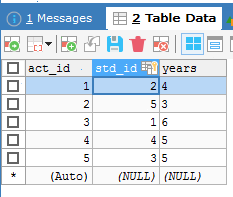 1 Messages 2 Table Data
act_id std_id years
1 2 4
2 5 3
3 1 6
4 4 5
5 3 5
* (Auto) (NULL) (NULL)